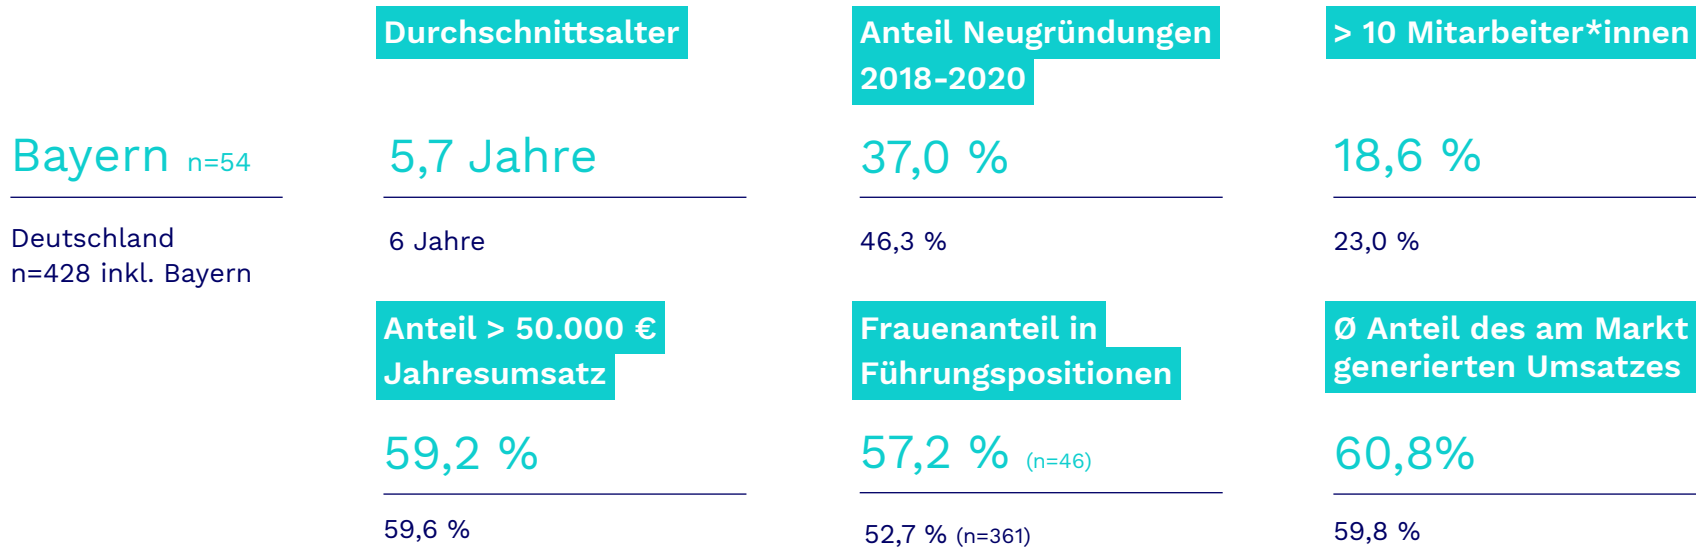 Durchschnittsalter
Anteil Neugründungen
2018-2020
> 10 Mitarbeiter*innen
Bayern n=54
5,7 Jahre
37,0 %
18,6 %
Deutschland
n=428 inkl. Bayern
6 Jahre
46,3 %
23,0 %
Anteil > 50.000 €
Jahresumsatz
Frauenanteil in
Führungspositionen
Ø Anteil des am Markt
generierten Umsatzes
59,2 %
57,2 % (n=46)
60,8%
59,6 %
52,7 % (n=361)
59,8 %